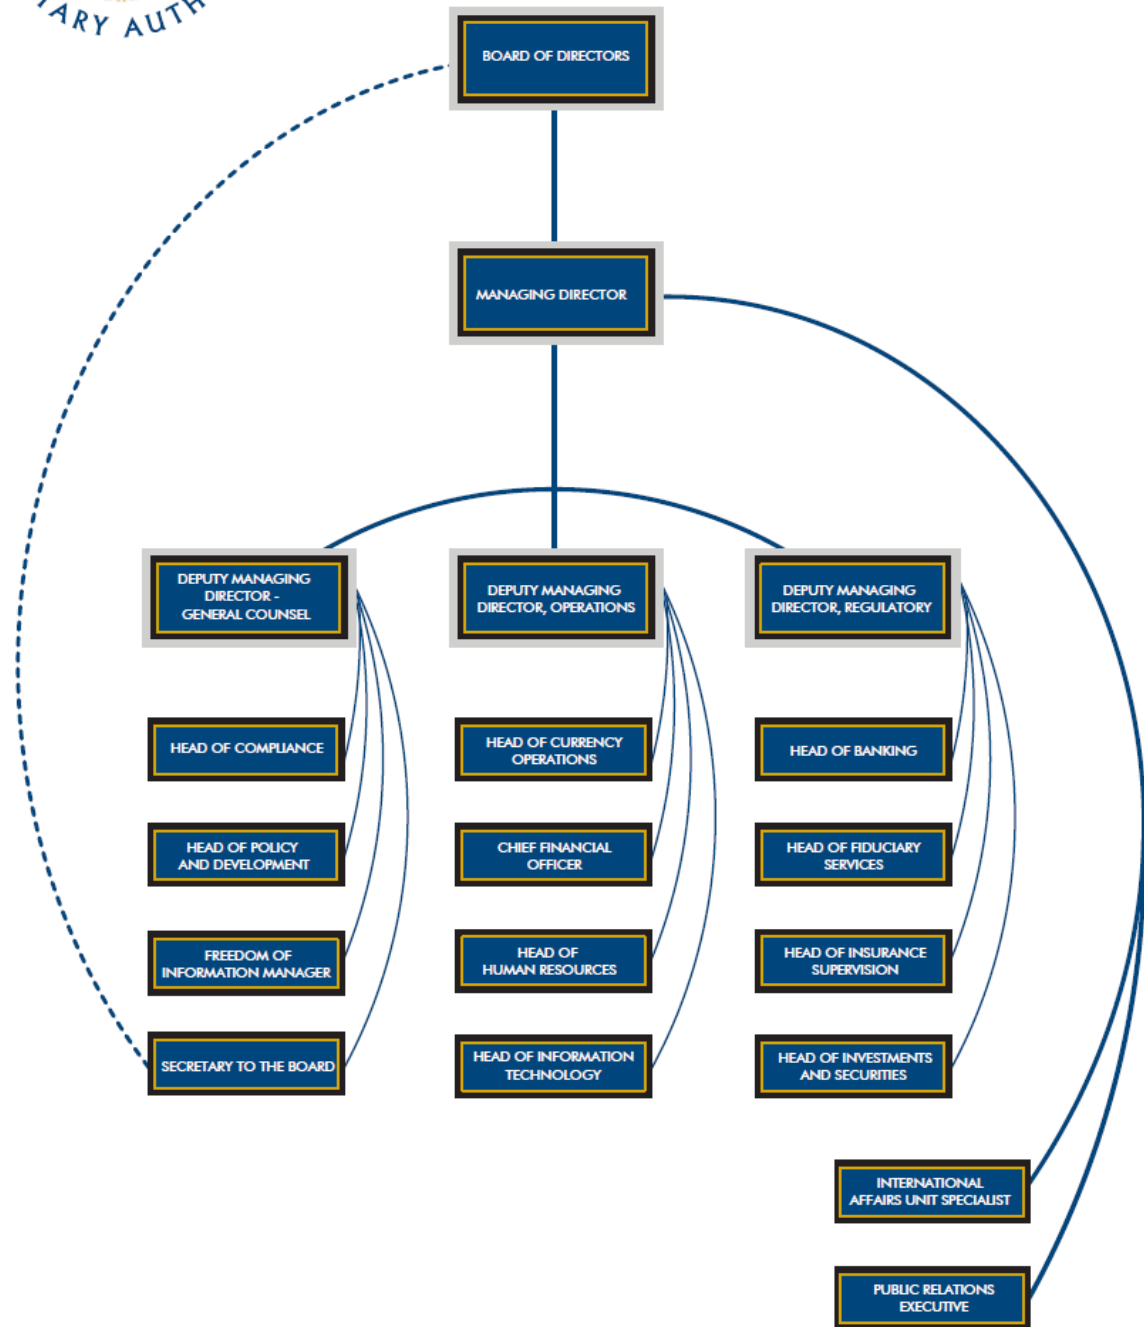 TARY AUTH
BOARD OF DIRECTORS
MANAGING DIRECTOR
DEPUTY MANAGING
DIRECTOR -
GENERAL COUNSEL
DEPUTY MANAGING
DIRECTOR, OPERATIONS
DEPUTY MANAGING
DIRECTOR, REGULATORY
HEAD OF COMPLIANCE
HEAD OF CURRENCY
OPERATIONS
HEAD OF BANKING
HEAD OF POLICY
AND DEVELOPMENT
CHIEF FINANCIAL
OFFICER
HEAD OF FIDUCIARY
SERVICES
FREEDOM OF
INFORMATION MANAGER
HEAD OF
HUMAN RESOURCES
HEAD OF INSURANCE
SUPERVISION
SECRETARY TO THE BOARD
HEAD OF INFORMATION
TECHNOLOGY
HEAD OF INVESTMENTS
AND SECURITIES
INTERNATIONAL
AFFAIRS UNIT SPECIALIST
PUBLIC RELATIONS
EXECUTIVE